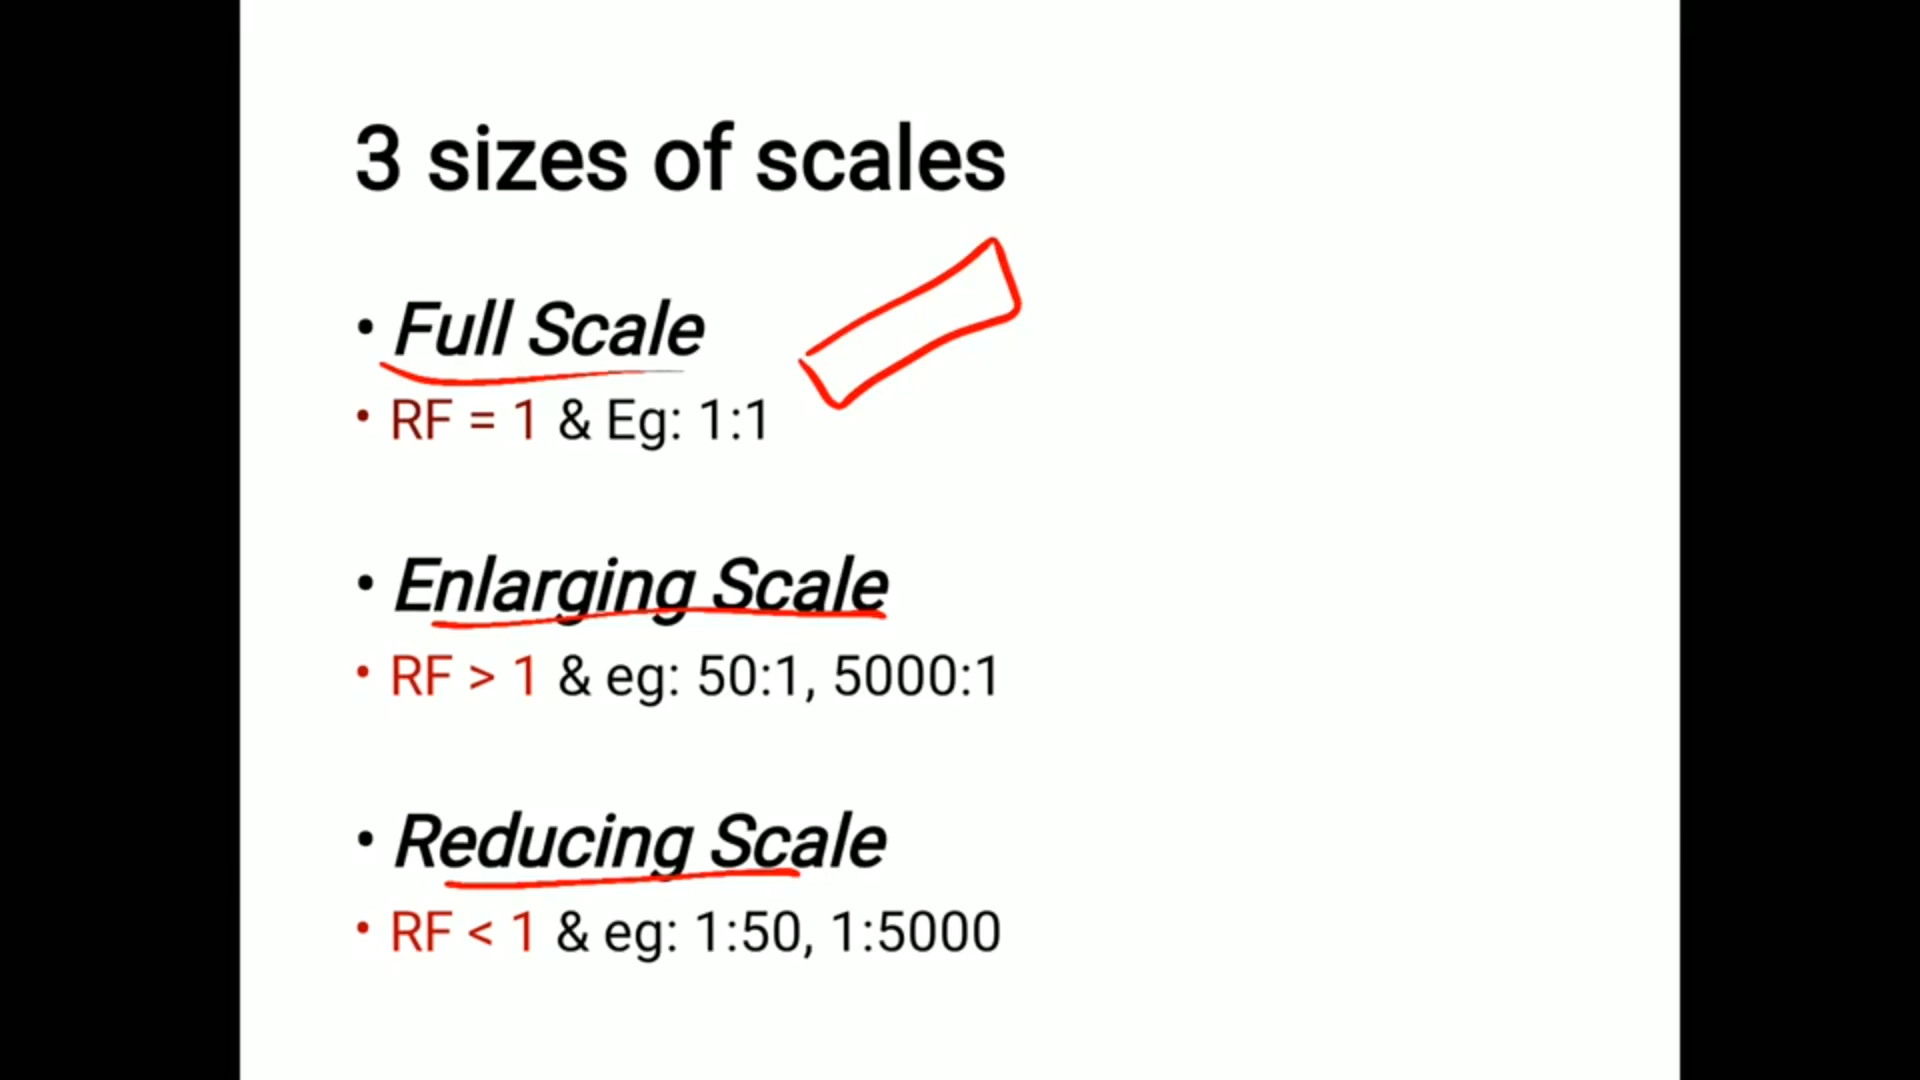 3 sizes of scales
• Full Scale
• RF = 1 & Eg: 1:1
• Enlarging Scale
• RF > 1 & eg: 50:1, 5000:1
• Reducing Scale
• RF < 1 & eg: 1:50, 1:5000